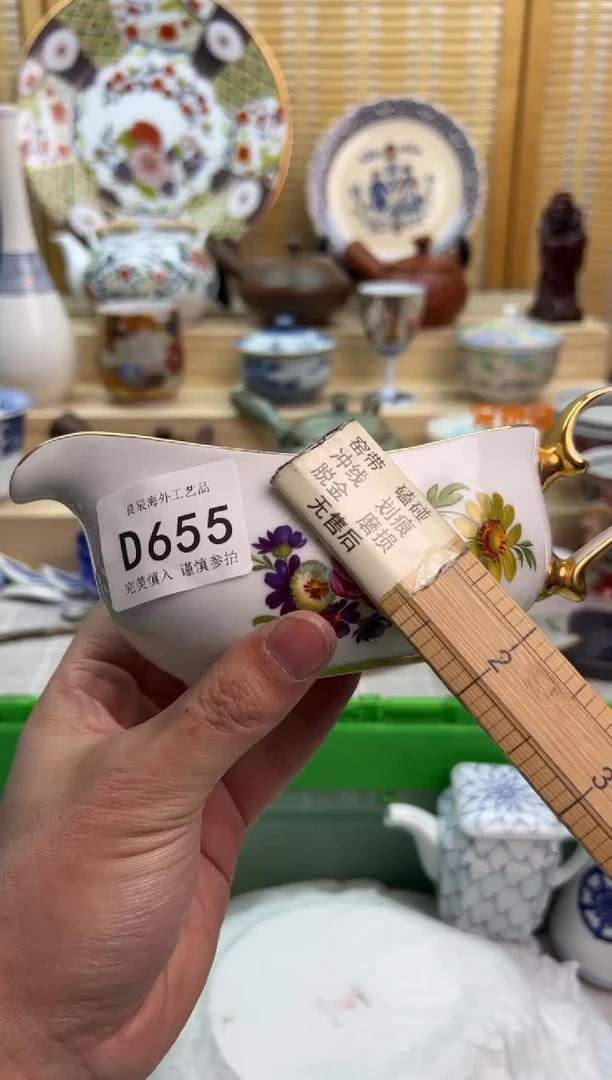 良辰海外工艺品
D655
完美慎入 谨慎参拍
窑带 磕碰
冲线 划痕
脱金 磨损
无售后
2
3